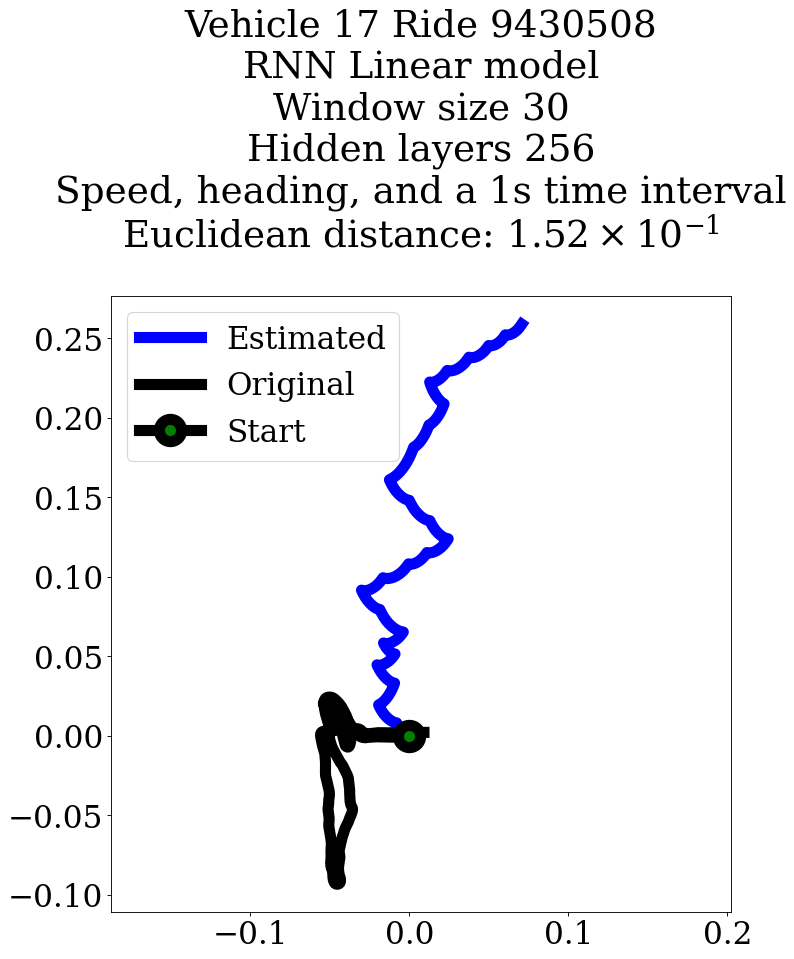 Vehicle 17 Ride 9430508
RNN Linear model
Window size 30
Hidden layers 256
Speed, heading, and a 1s time interval
Euclidean distance: 1.52 × 10⁻¹
Estimated
Original
Start
0.25
0.20
0.15
0.10
0.05
0.00
−0.05
−0.10
−0.1 0.0 0.1 0.2